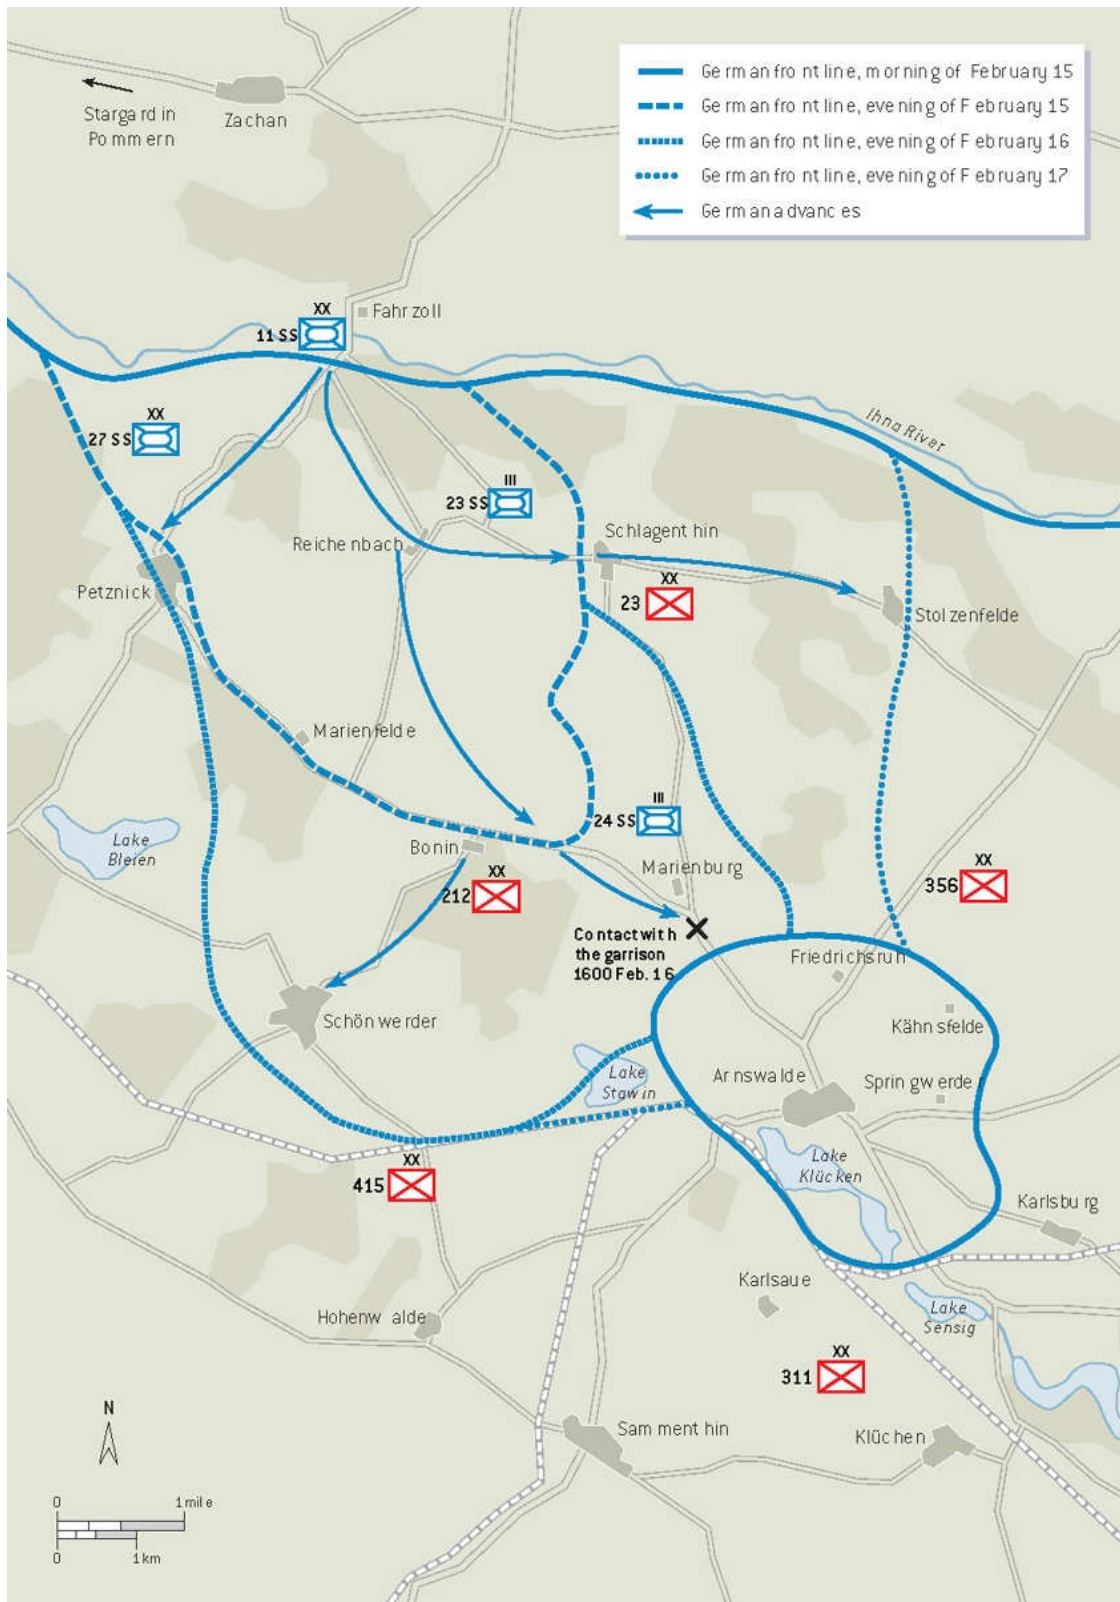 German front line, morning of February 15
German front line, evening of February 15
German front line, evening of February 16
German front line, evening of February 17
German advances
Stargard in
Pommern
Zachan
XX
11 SS
Fahrzoll
XX
27 SS
Ihna River
III
23 SS
Reichenbach
Schlagenthin
Petznick
XX
23
Stolzenfelde
Marienfelde
III
24 SS
Lake
Bleien
Bonin
Marienburg
XX
212
XX
356
Contact with
the garrison
1600 Feb. 16
Friedrichsruh
Schönwerder
Kähnsfelde
Lake
Stawin
Arnswalde
Springwerder
XX
415
Lake
Klücken
Karlsburg
Karlsaue
Hohenwalde
Lake
Sensig
XX
311
N
Sammenthin
Klüchen
0
1 mile
0
1 km